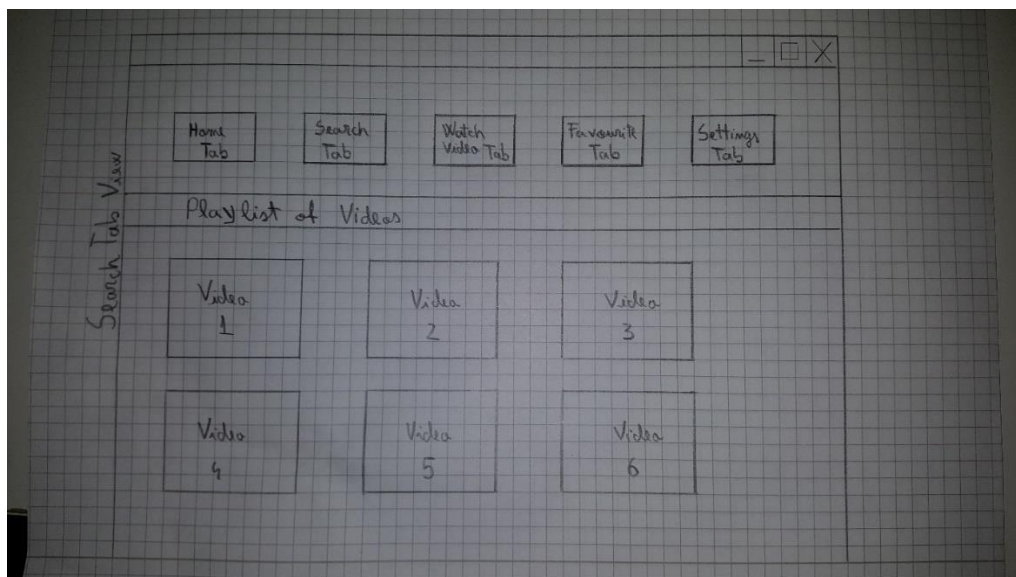 Home
Tab
Search
Tab
Watch
Video Tab
Favourite
Tab
Settings
Tab
Search Tab View
Playlist of Videos
Video
1
Video
2
Video
3
Video
4
Video
5
Video
6